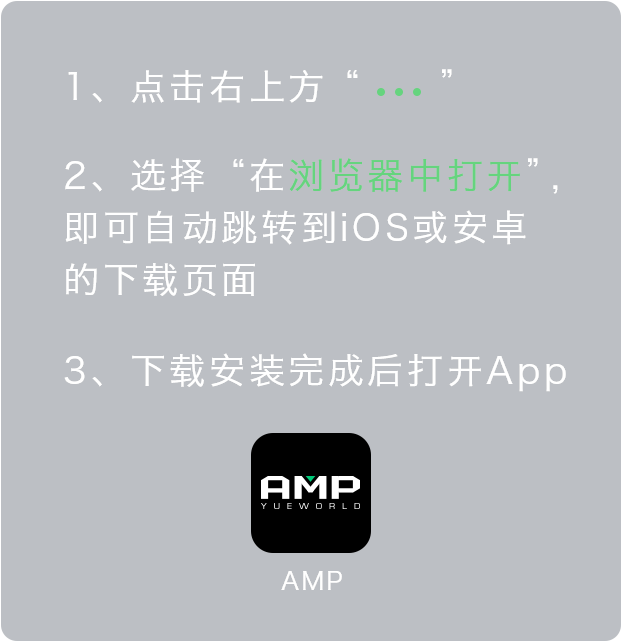 1、点击右上方“ ••• ”
2、选择“在浏览器中打开”,
即可自动跳转到iOS或安卓
的下载页面
3、下载安装完成后打开App
AMP
YUEWORLD
AMP